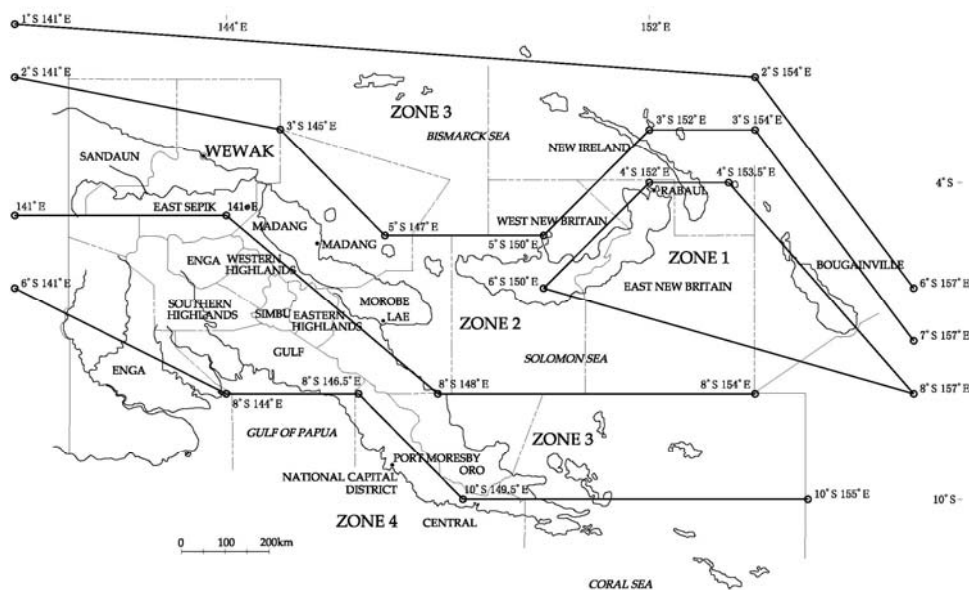 1°S 141°E
144°E
152°E
2°S 141°E
2°S 154°E
ZONE 3
BISMARCK SEA
3°S 145°E
3°S 152°E
3°S 154°E
NEW IRELAND
WEWAK
SANDAUN
4°S 152°E
4°S 153.5°E
4°S
RABAUL
141°E
EAST SEPIK
141•E
MADANG
WEST NEW BRITAIN
MADANG
5°S 147°E
5°S 150°E
ZONE 1
ENGA
WESTERN
HIGHLANDS
BOUGAINVILLE
6°S 141°E
6°S 150°E
EAST NEW BRITAIN
6°S 157°E
SOUTHERN
HIGHLANDS
MOROBE
SIMBU
EASTERN
HIGHLANDS
LAE
ZONE 2
7°S 157°E
GULF
SOLOMON SEA
ENGA
8°S 144°E
8°S 146.5°E
8°S 148°E
8°S 154°E
8°S 157°E
GULF OF PAPUA
ZONE 3
PORT MORESBY
ORO
NATIONAL CAPITAL
DISTRICT
10°S 149.5°E
10°S 155°E
10°S
ZONE 4
CENTRAL
0 100 200km
CORAL SEA